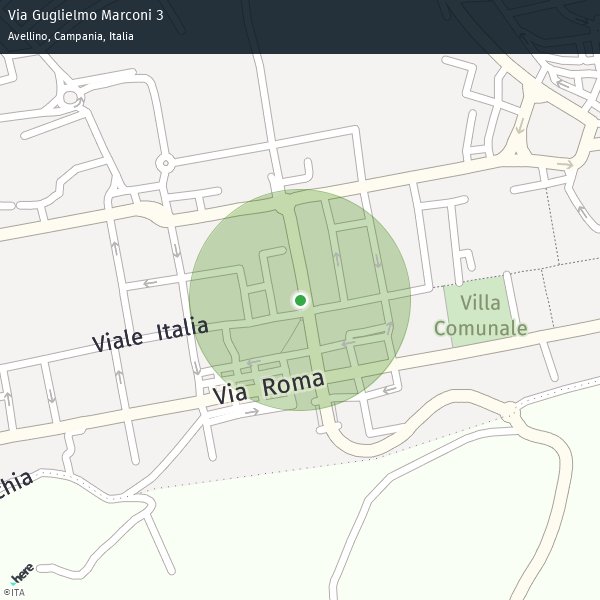 Via Guglielmo Marconi 3
Avellino, Campania, Italia
Villa
Comunale
Viale Italia
Via Roma
chia
here
©ITA